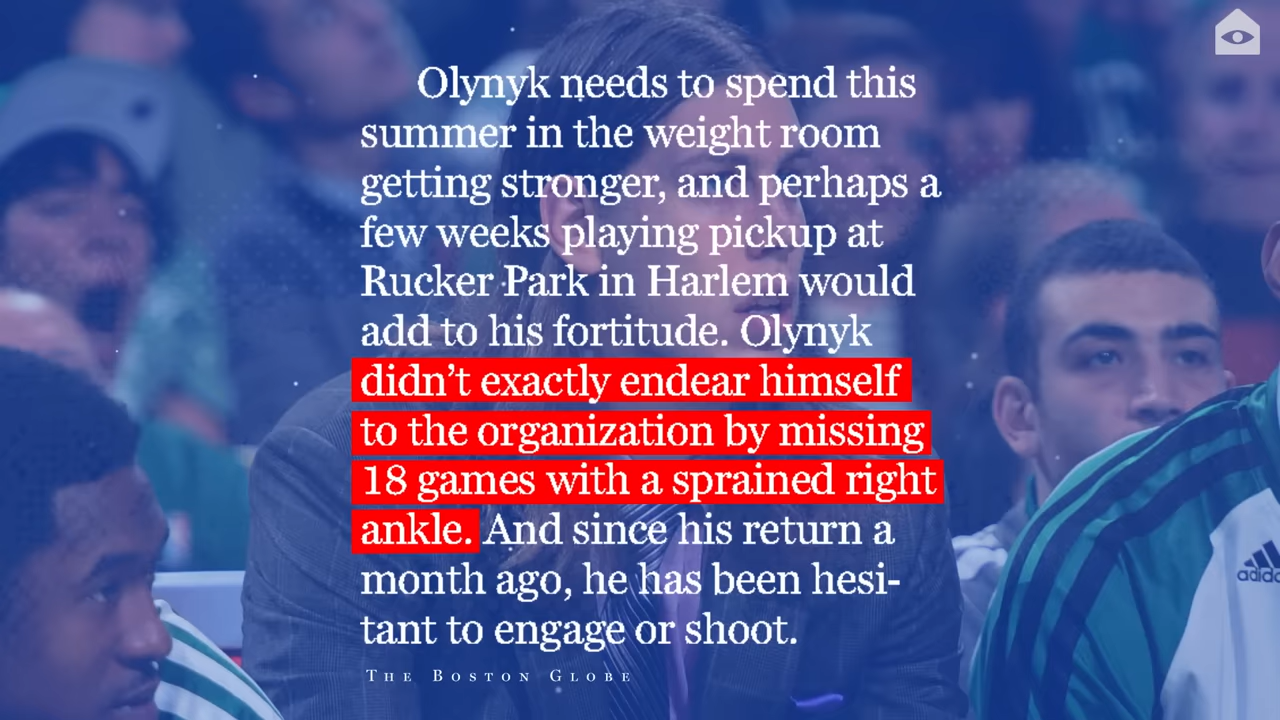 Olynyk needs to spend this
summer in the weight room
getting stronger, and perhaps a
few weeks playing pickup at
Rucker Park in Harlem would
add to his fortitude. Olynyk
didn’t exactly endear himself
to the organization by missing
18 games with a sprained right
ankle. And since his return a
month ago, he has been hesi-
tant to engage or shoot.
The Boston Globe
adidas